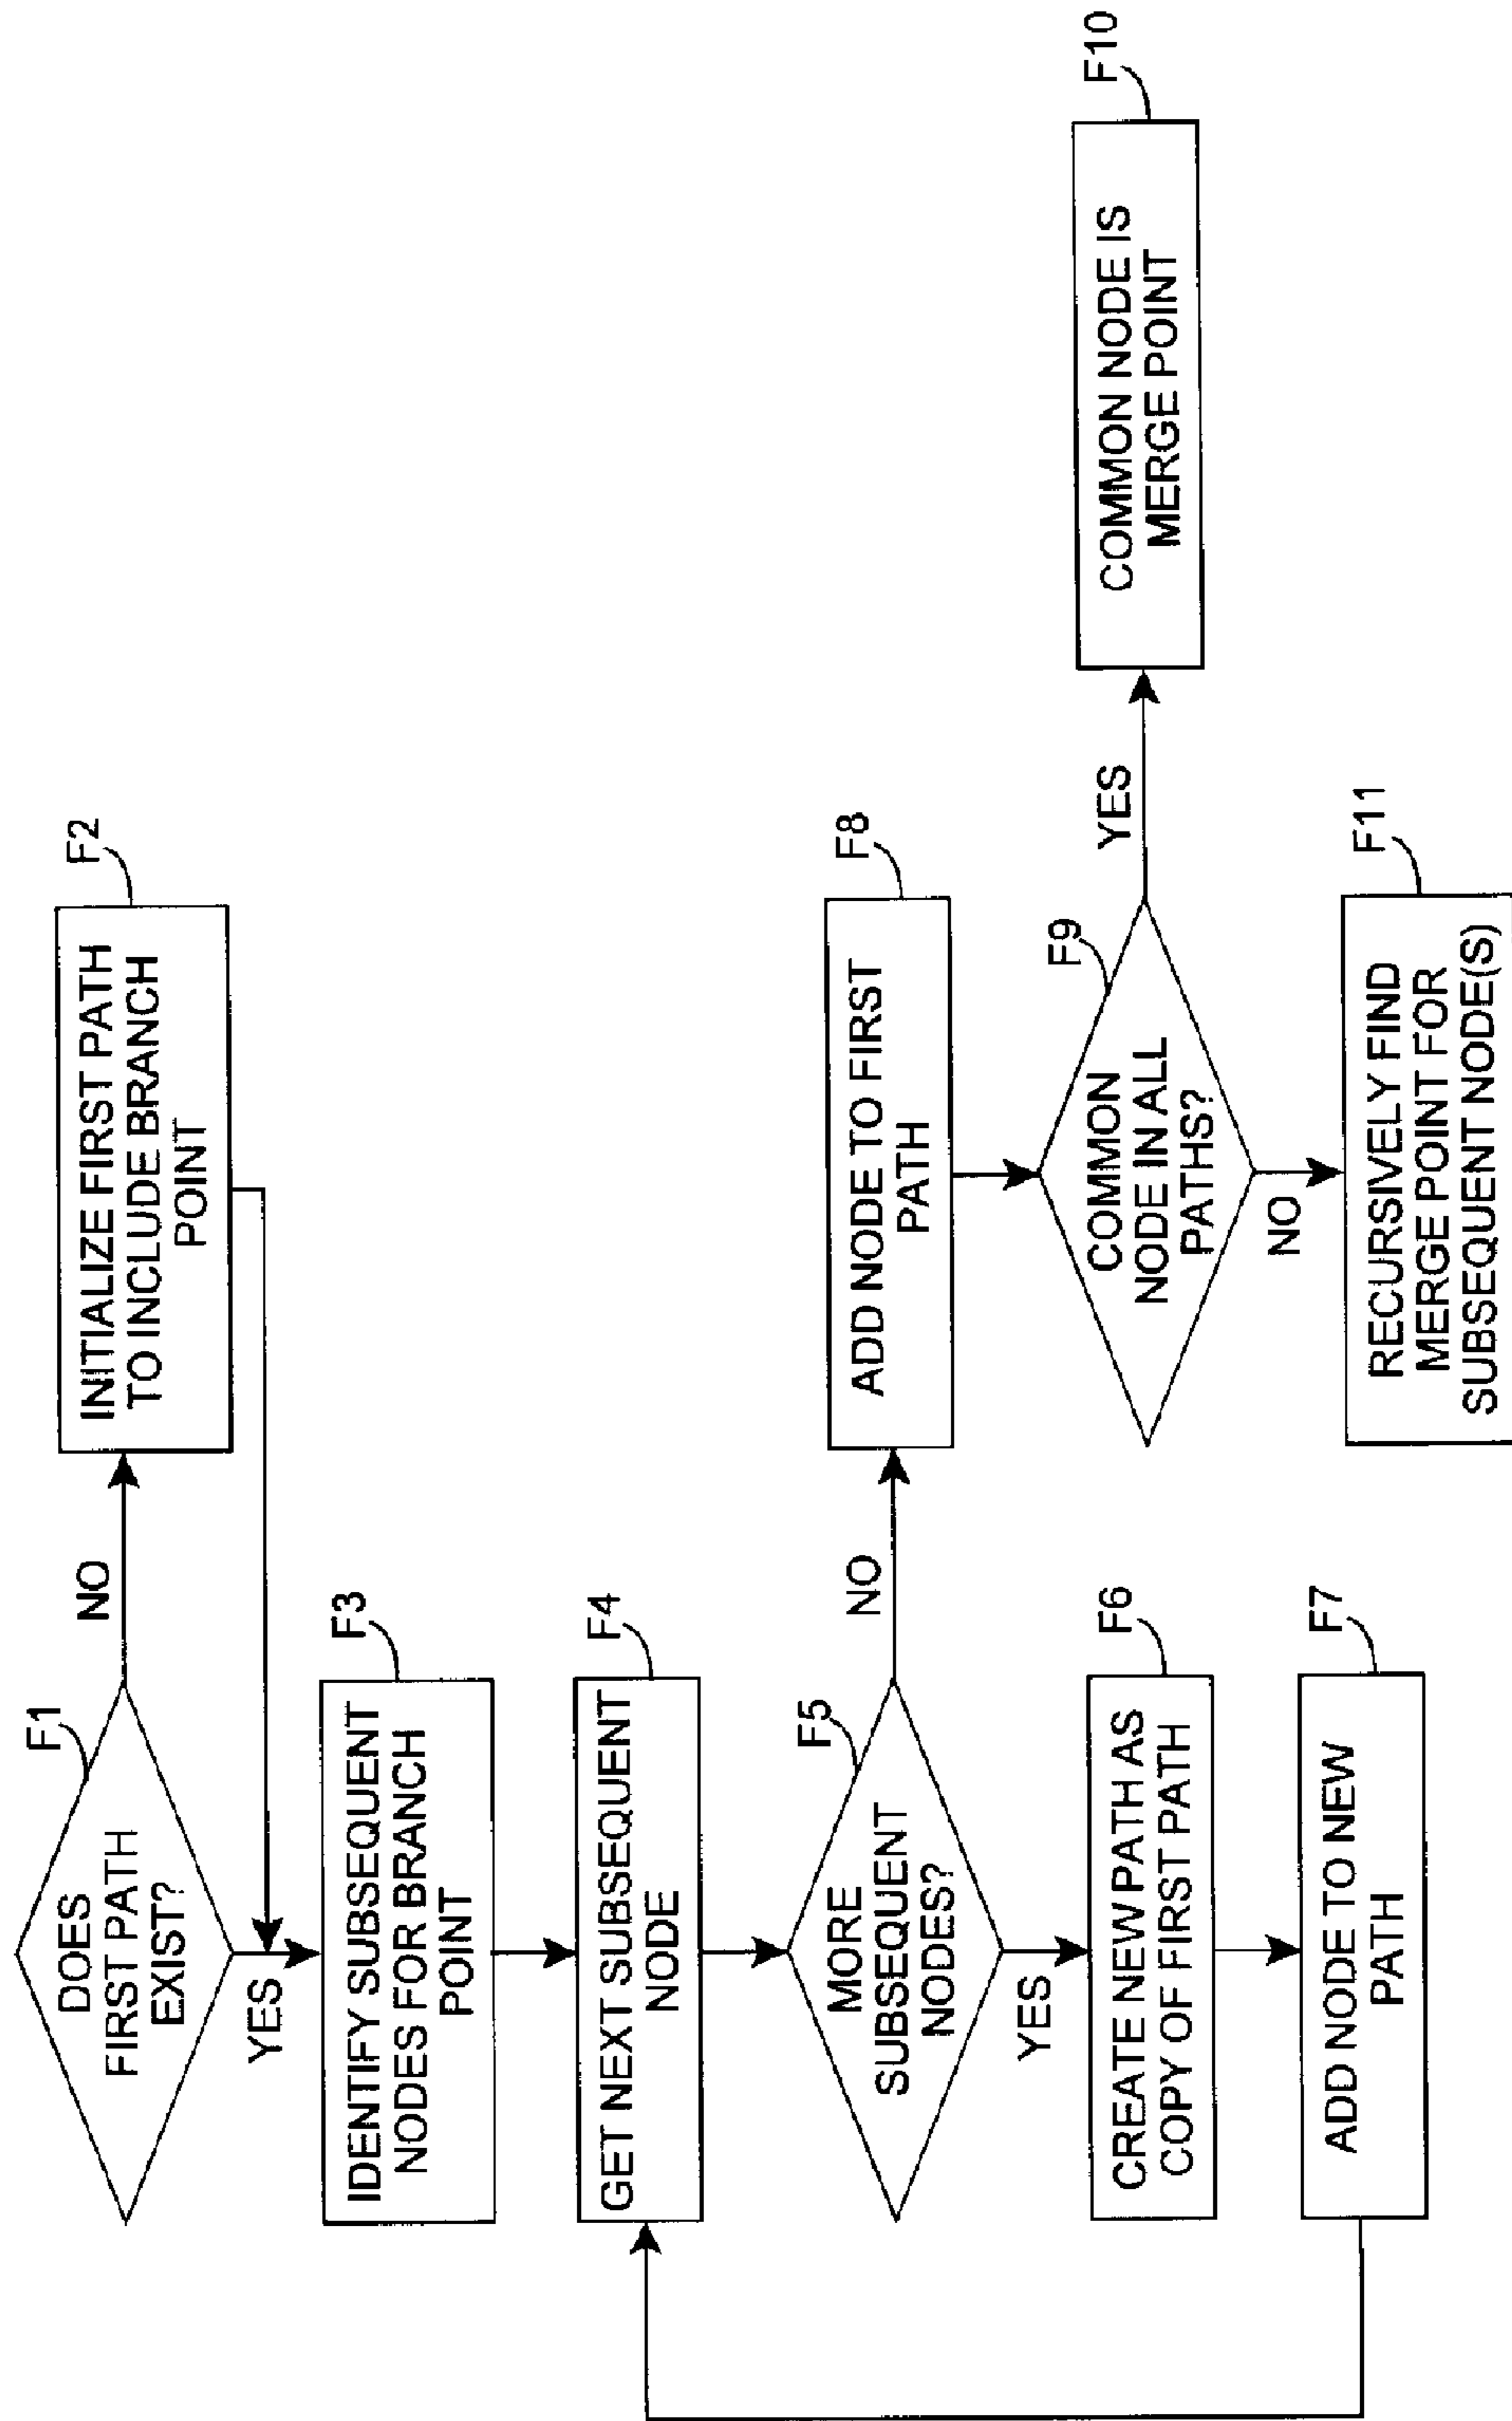 F1
DOES
FIRST PATH
EXIST?
NO
F2
INITIALIZE FIRST PATH
TO INCLUDE BRANCH
POINT
YES
F3
IDENTIFY SUBSEQUENT
NODES FOR BRANCH
POINT
F4
GET NEXT SUBSEQUENT
NODE
F5
MORE
SUBSEQUENT
NODES?
NO
YES
F6
CREATE NEW PATH AS
COPY OF FIRST PATH
F7
ADD NODE TO NEW
PATH
F8
ADD NODE TO FIRST
PATH
F9
COMMON
NODE IN ALL
PATHS?
YES
NO
F10
COMMON NODE IS
MERGE POINT
F11
RECURSIVELY FIND
MERGE POINT FOR
SUBSEQUENT NODE(S)